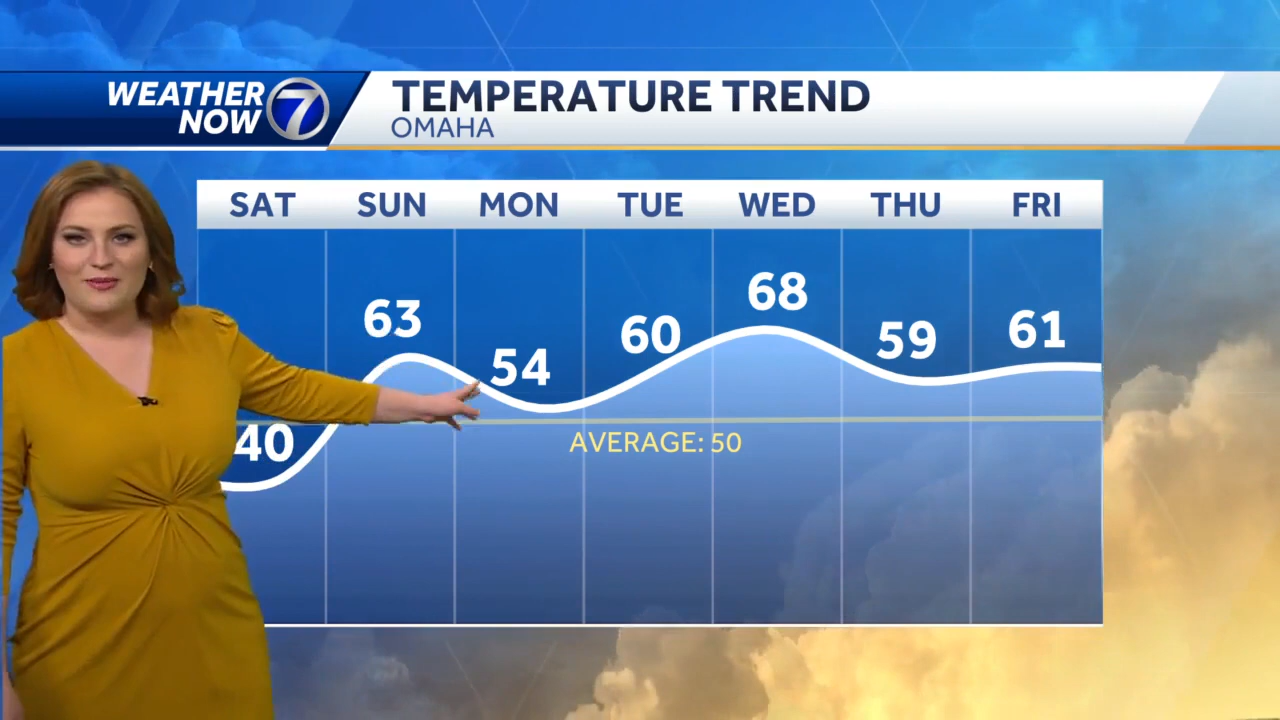 WEATHER
NOW
7
TEMPERATURE TREND
OMAHA
SAT SUN MON TUE WED THU FRI
40 63 54 60 68 59 61
AVERAGE: 50